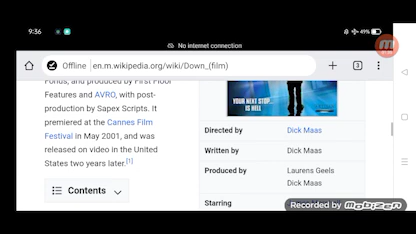 9:36
49%
No internet connection
Offline en.m.wikipedia.org/wiki/Down_(film)
3
Fonds, and produced by First Floor
Features and AVRO, with post-
production by Sapex Scripts. It
premiered at the Cannes Film
Festival in May 2001, and was
released on video in the United
States two years later.[1]
Contents
YOUR NEXT STOP...
IS HELL
Directed by Dick Maas
Written by Dick Maas
Produced by Laurens Geels
Dick Maas
Starring
Recorded by Mobizen